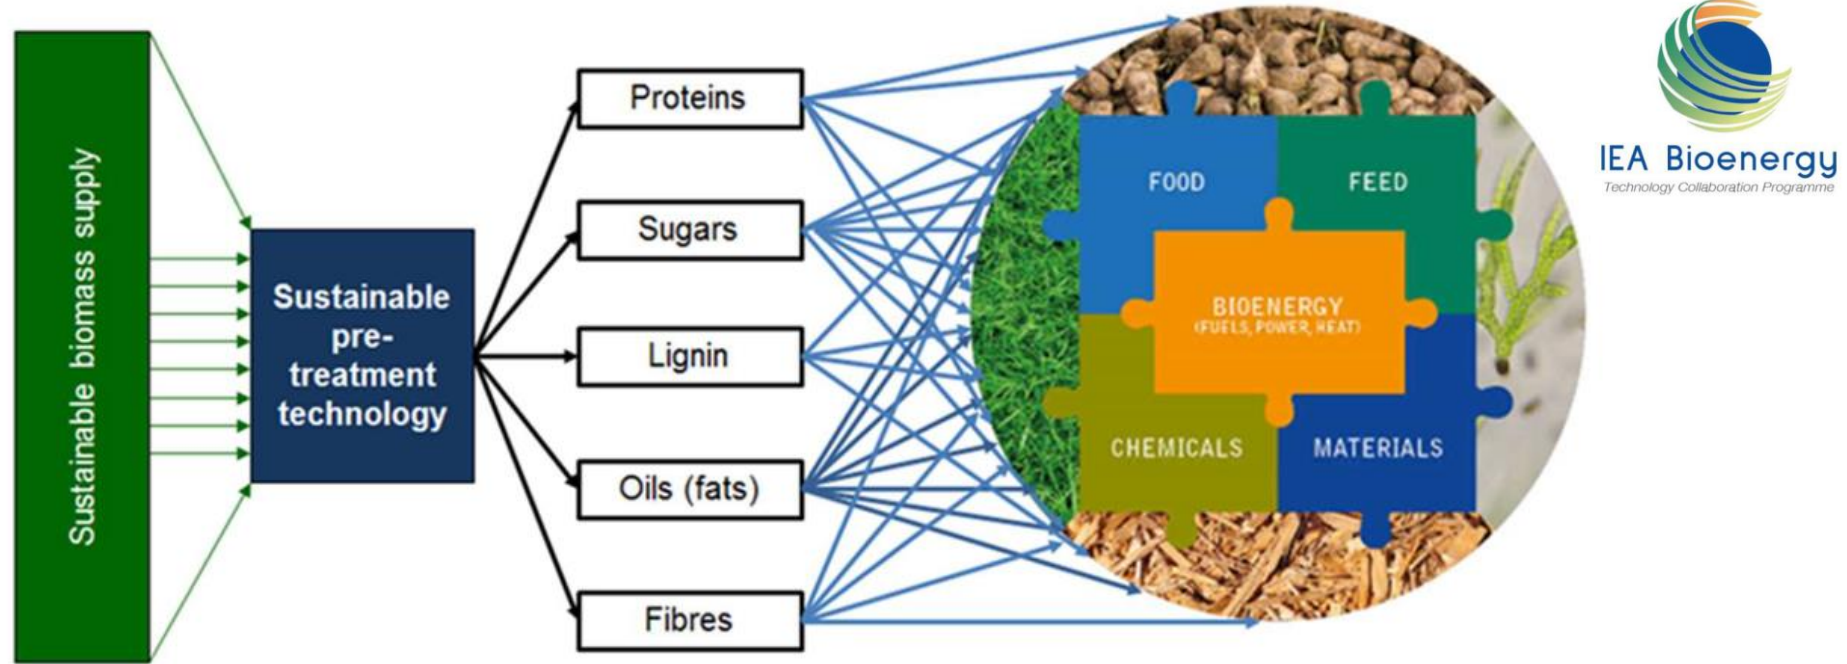 Sustainable biomass supply
Sustainable
pre-
treatment
technology
Proteins
Sugars
Lignin
Oils (fats)
Fibres
FOOD
FEED
BIOENERGY
(FUELS, POWER, HEAT)
CHEMICALS
MATERIALS
IEA Bioenergy
Technology Collaboration Programme